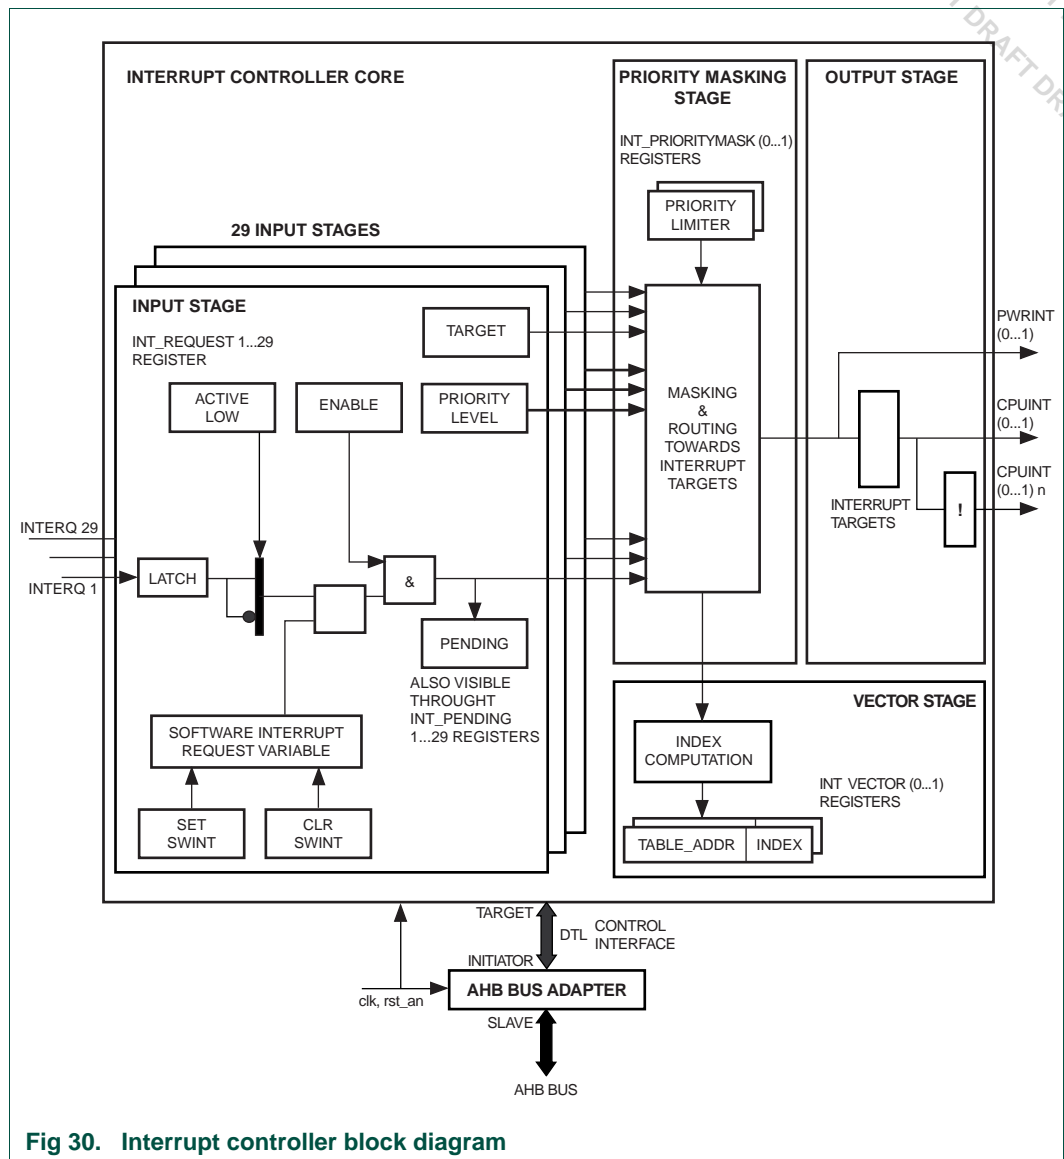 DRAFT DRA
INTERRUPT CONTROLLER CORE
PRIORITY MASKING
STAGE
OUTPUT STAGE
INT_PRIORITYMASK (0...1)
REGISTERS
PRIORITY
LIMITER
29 INPUT STAGES
INPUT STAGE
INT_REQUEST 1...29
REGISTER
TARGET
ACTIVE
LOW
ENABLE
PRIORITY
LEVEL
MASKING
&
ROUTING
TOWARDS
INTERRUPT
TARGETS
PWRINT
(0...1)
CPUINT
(0...1)
CPUINT
(0...1) n
INTERRUPT
TARGETS
!
INTERQ 29
INTERQ 1
LATCH
&
PENDING
ALSO VISIBLE
THROUGHT
INT_PENDING
1...29 REGISTERS
SOFTWARE INTERRUPT
REQUEST VARIABLE
SET
SWINT
CLR
SWINT
VECTOR STAGE
INDEX
COMPUTATION
INT VECTOR (0...1)
REGISTERS
TABLE_ADDR
INDEX
TARGET
DTL
CONTROL
INTERFACE
INITIATOR
clk, rst_an
AHB BUS ADAPTER
SLAVE
AHB BUS
Fig 30. Interrupt controller block diagram